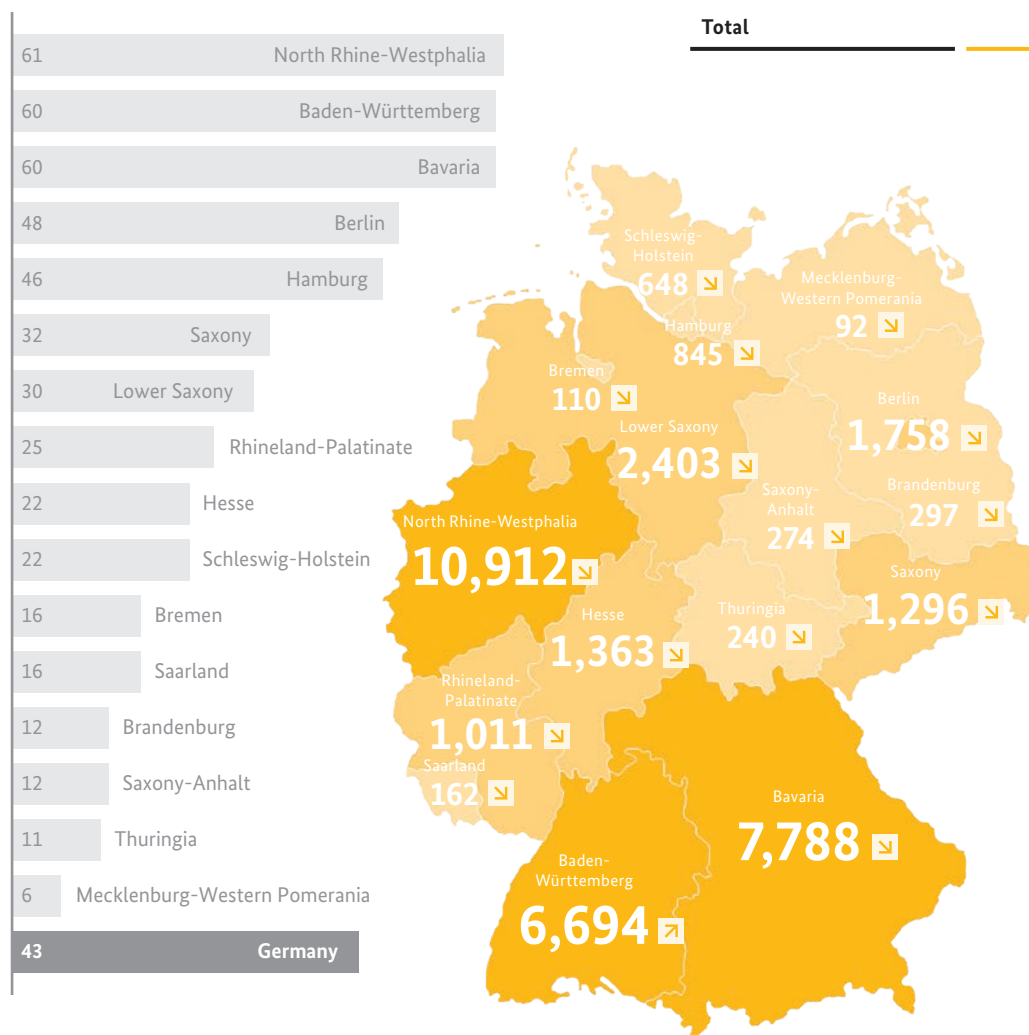 Total
61 North Rhine-Westphalia
60 Baden-Württemberg
60 Bavaria
48 Berlin
46 Hamburg
32 Saxony
30 Lower Saxony
25 Rhineland-Palatinate
22 Hesse
22 Schleswig-Holstein
16 Bremen
16 Saarland
12 Brandenburg
12 Saxony-Anhalt
11 Thuringia
6 Mecklenburg-Western Pomerania
43 Germany
Schleswig-
Holstein
648
Mecklenburg-
Western Pomerania
92
Hamburg
845
Bremen
110
Berlin
1,758
Lower Saxony
2,403
Brandenburg
297
Saxony-
Anhalt
274
North Rhine-Westphalia
10,912
Saxony
1,296
Hesse
1,363
Thuringia
240
Rhineland-
Palatinate
1,011
Saarland
162
Bavaria
7,788
Baden-
Württemberg
6,694